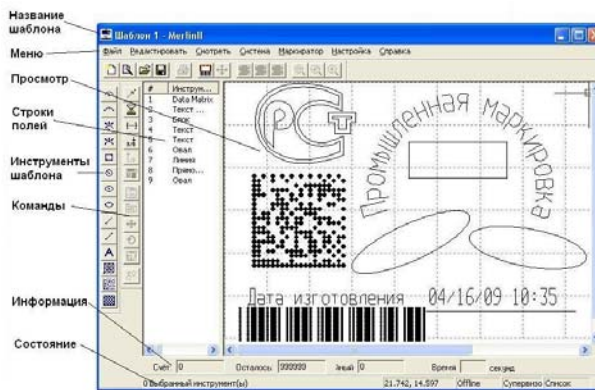 Название шаблона
Шаблон 1 - MerlinII
Меню
Файл Редактировать Смотреть Система Маркиратор Настройка Справка
Просмотр
Строки полей
Инструменты шаблона
Команды
Информация
Состояние
# Инструм...
1 Data Matrix
2 Текст ...
3 Блок
4 Текст
5 Текст
6 Овал
7 Линия
8 Прямо...
9 Овал
РСТ
Промышленная маркировка
Дата изготовления 04/16/09 10:35
Счёт 0 Осталось 999999 0 Время секунд
0 Выбранный инструмент(ы) 21.742, 14.597 Offline Супервизо Список